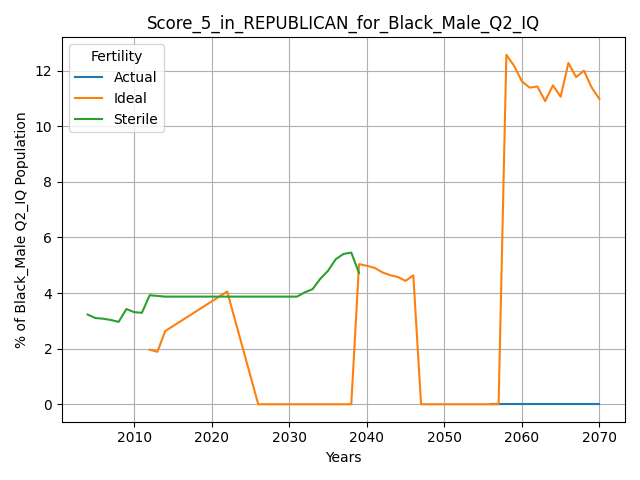 Score_5_in_REPUBLICAN_for_Black_Male_Q2_IQ
Fertility
Actual
Ideal
Sterile
% of Black_Male Q2_IQ Population
12
10
8
6
4
2
0
2010 2020 2030 2040 2050 2060 2070
Years